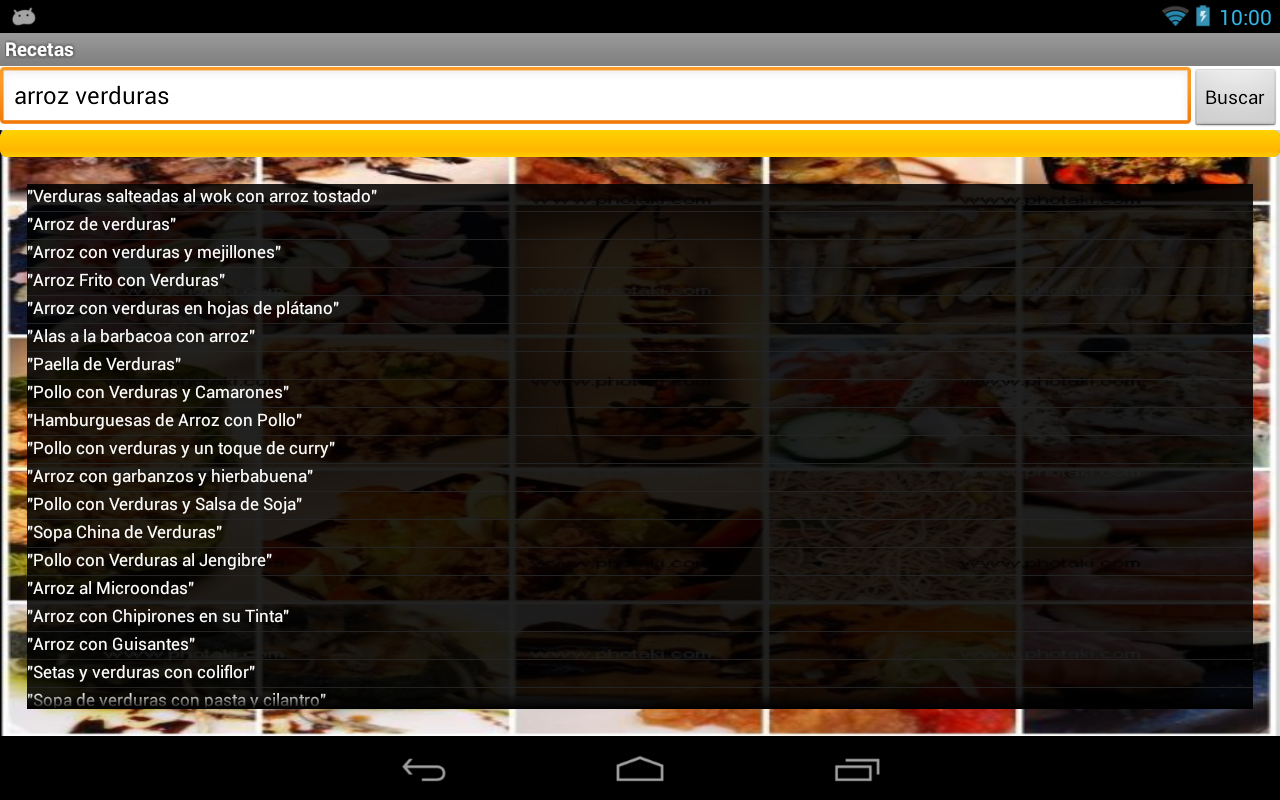 10:00
Recetas
arroz verduras
Buscar
"Verduras salteadas al wok con arroz tostado"
"Arroz de verduras"
"Arroz con verduras y mejillones"
"Arroz Frito con Verduras"
"Arroz con verduras en hojas de plátano"
"Alas a la barbacoa con arroz"
"Paella de Verduras"
"Pollo con Verduras y Camarones"
"Hamburguesas de Arroz con Pollo"
"Pollo con verduras y un toque de curry"
"Arroz con garbanzos y hierbabuena"
"Pollo con Verduras y Salsa de Soja"
"Sopa China de Verduras"
"Pollo con Verduras al Jengibre"
"Arroz al Microondas"
"Arroz con Chipirones en su Tinta"
"Arroz con Guisantes"
"Setas y verduras con coliflor"
"Sopa de verduras con pasta y cilantro"